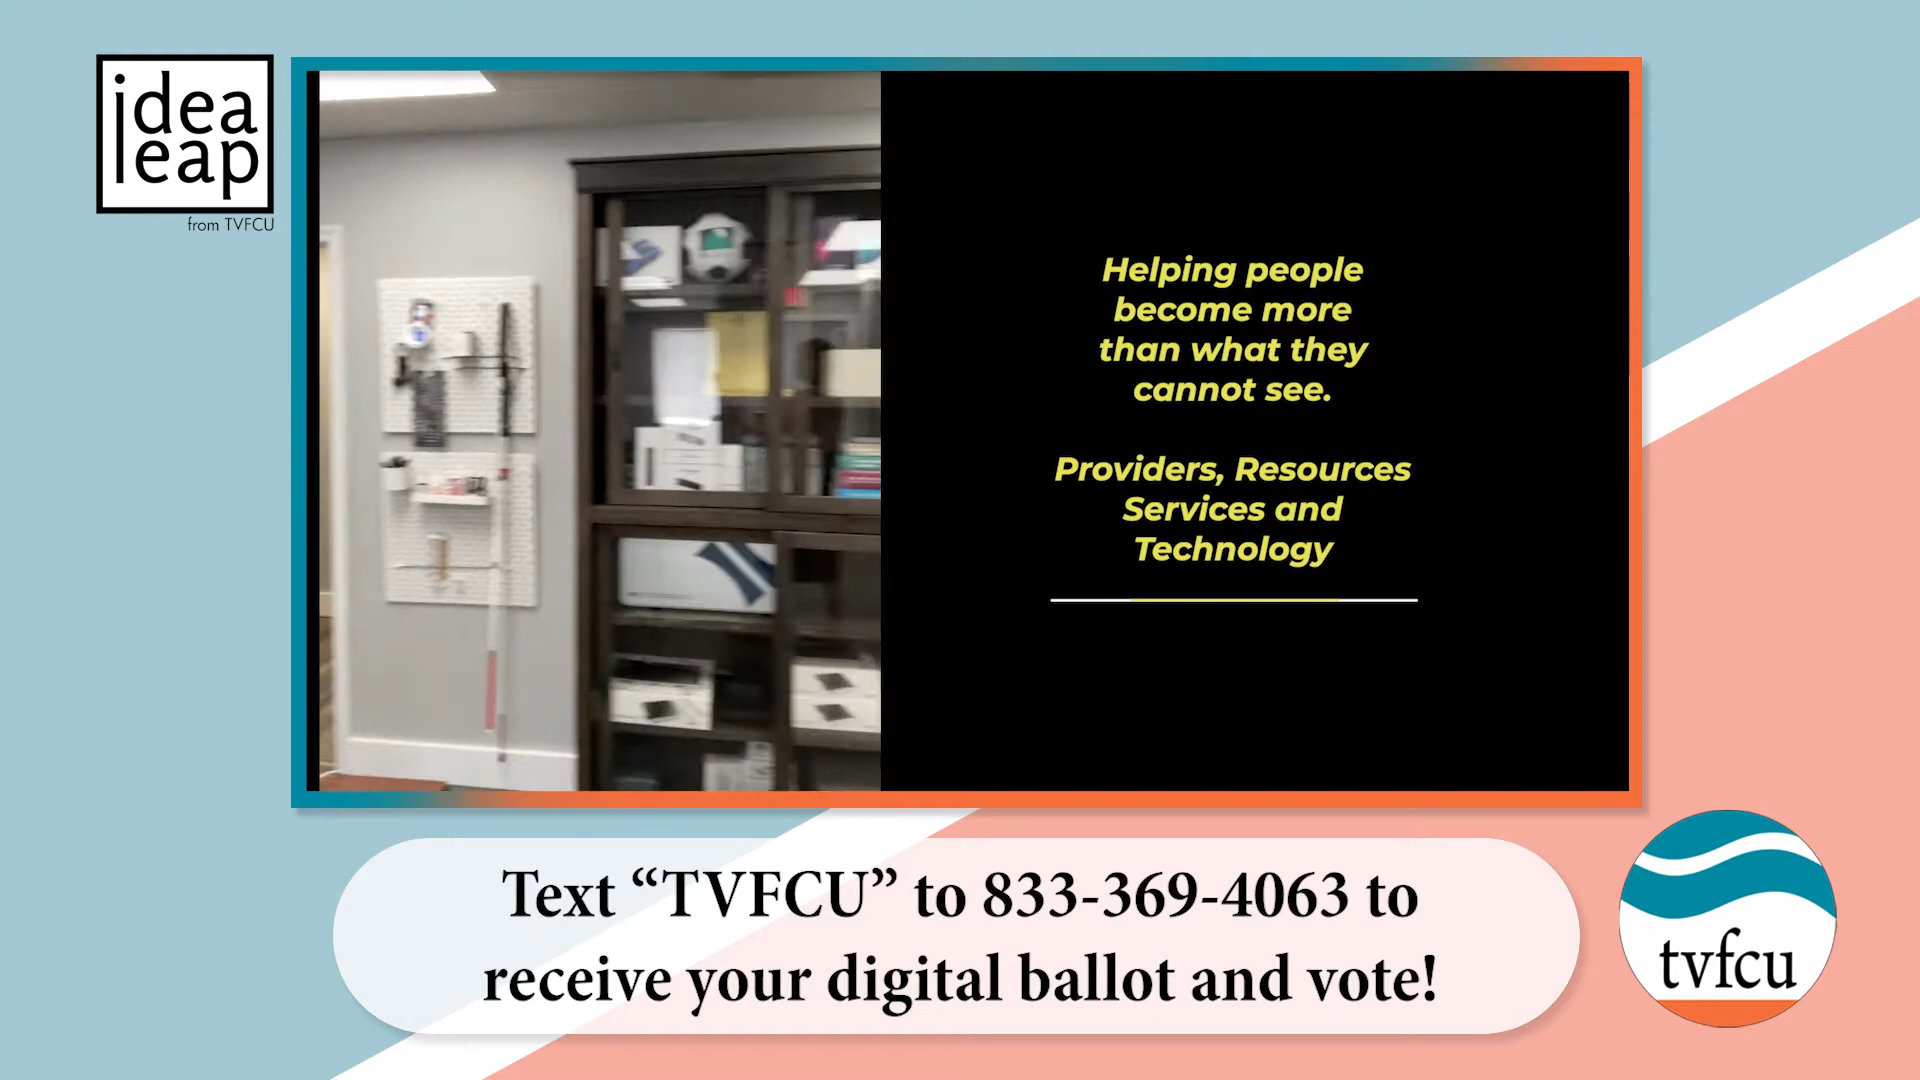 idea
leap
from TVFCU
Helping people
become more
than what they
cannot see.
Providers, Resources
Services and
Technology
Text “TVFCU” to 833-369-4063 to
receive your digital ballot and vote!
tvfcu